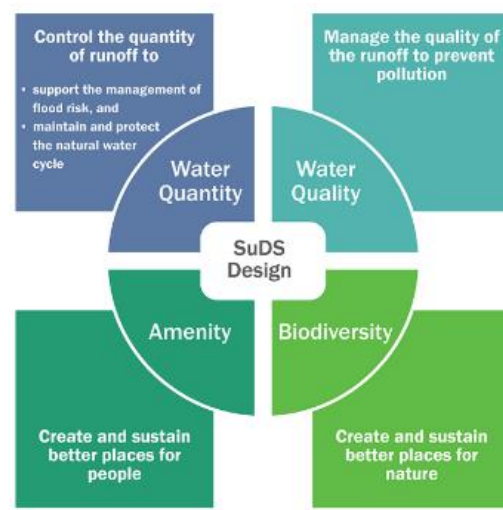 Control the quantity
of runoff to
• support the management of
flood risk, and
• maintain and protect
the natural water
cycle
Manage the quality of
the runoff to prevent
pollution
Water
Quantity
Water
Quality
SuDS
Design
Amenity
Biodiversity
Create and sustain
better places for
people
Create and sustain
better places for
nature